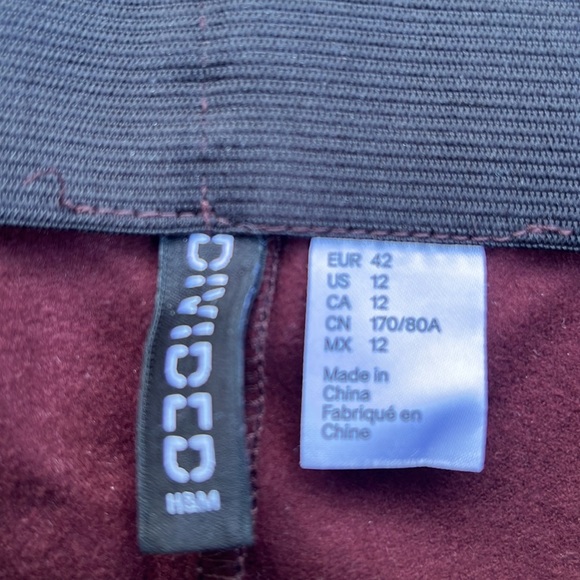 DIVIDED
H&M
EUR 42
US 12
CA 12
CN 170/80A
MX 12
Made in
China
Fabriqué en
Chine